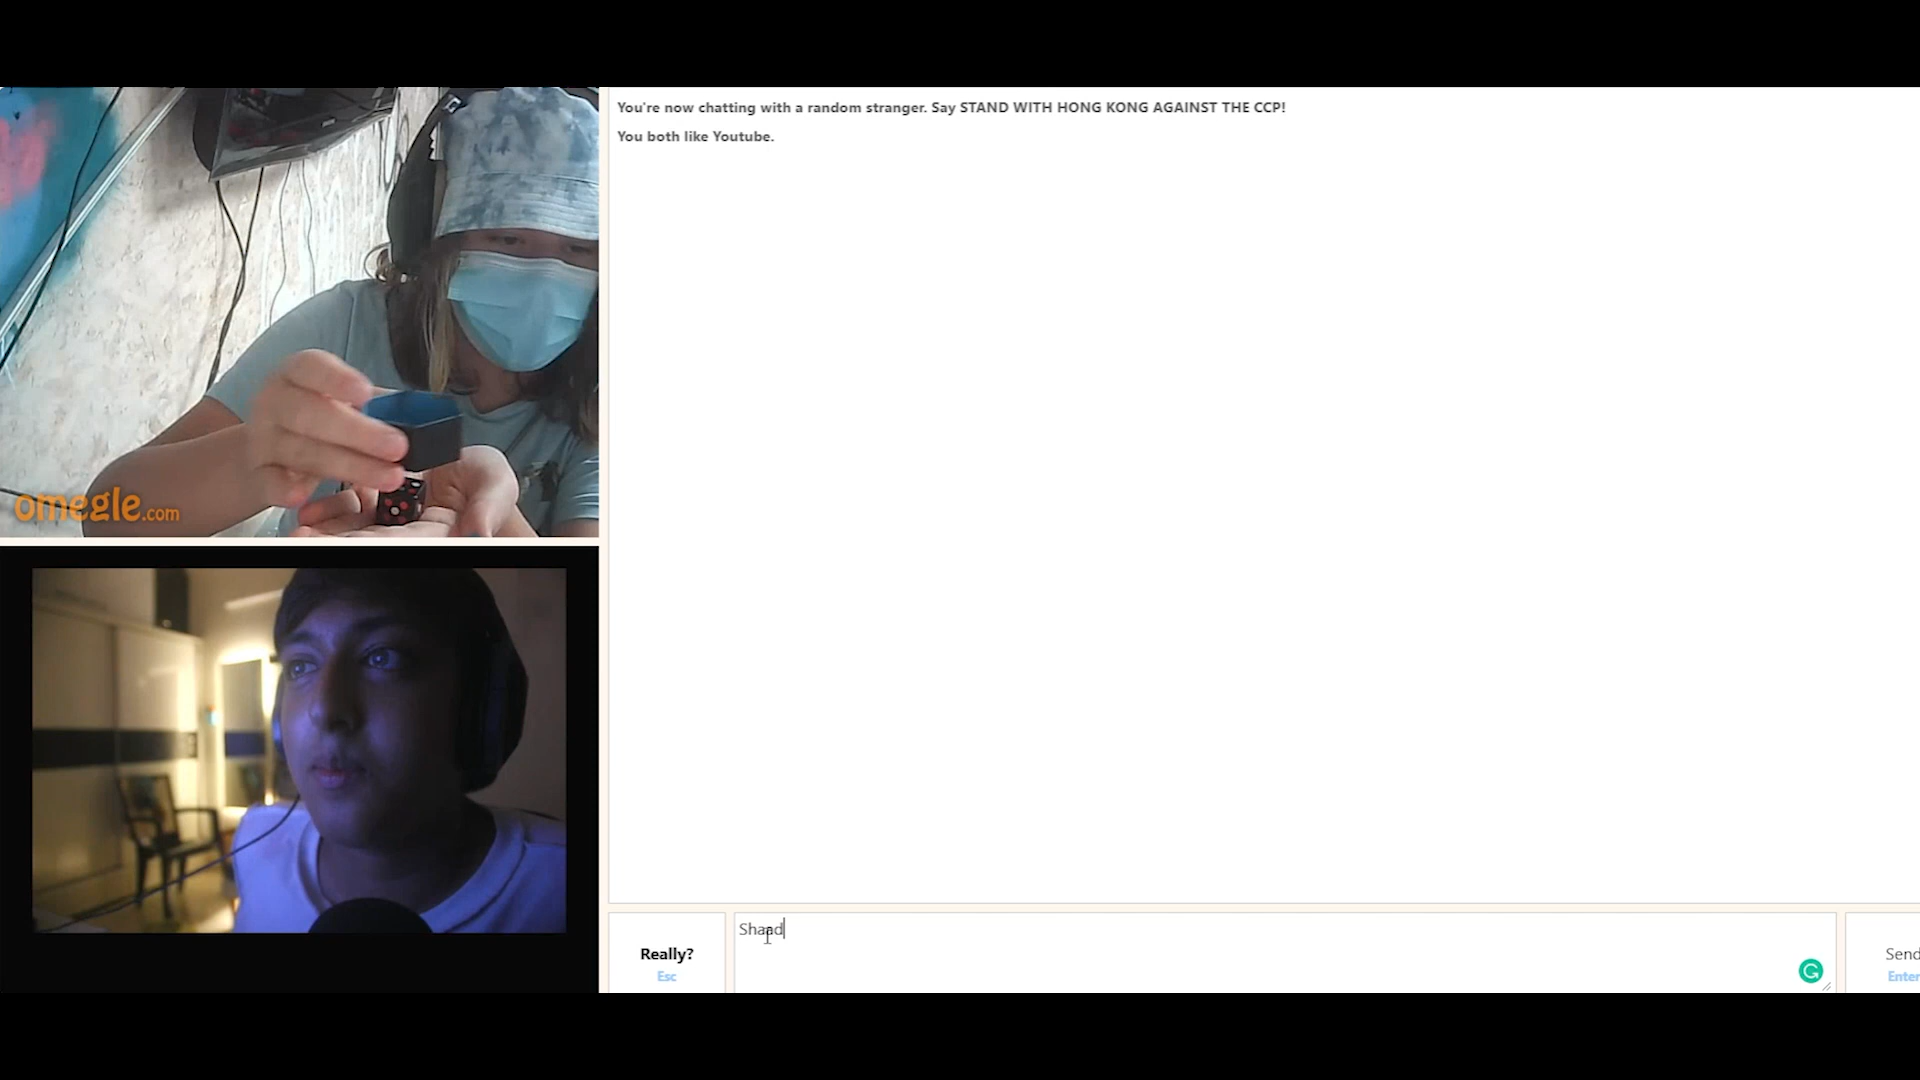 You're now chatting with a random stranger. Say STAND WITH HONG KONG AGAINST THE CCP!
You both like Youtube.
omegle.com
Shaad
Really?
Esc
Send
Enter